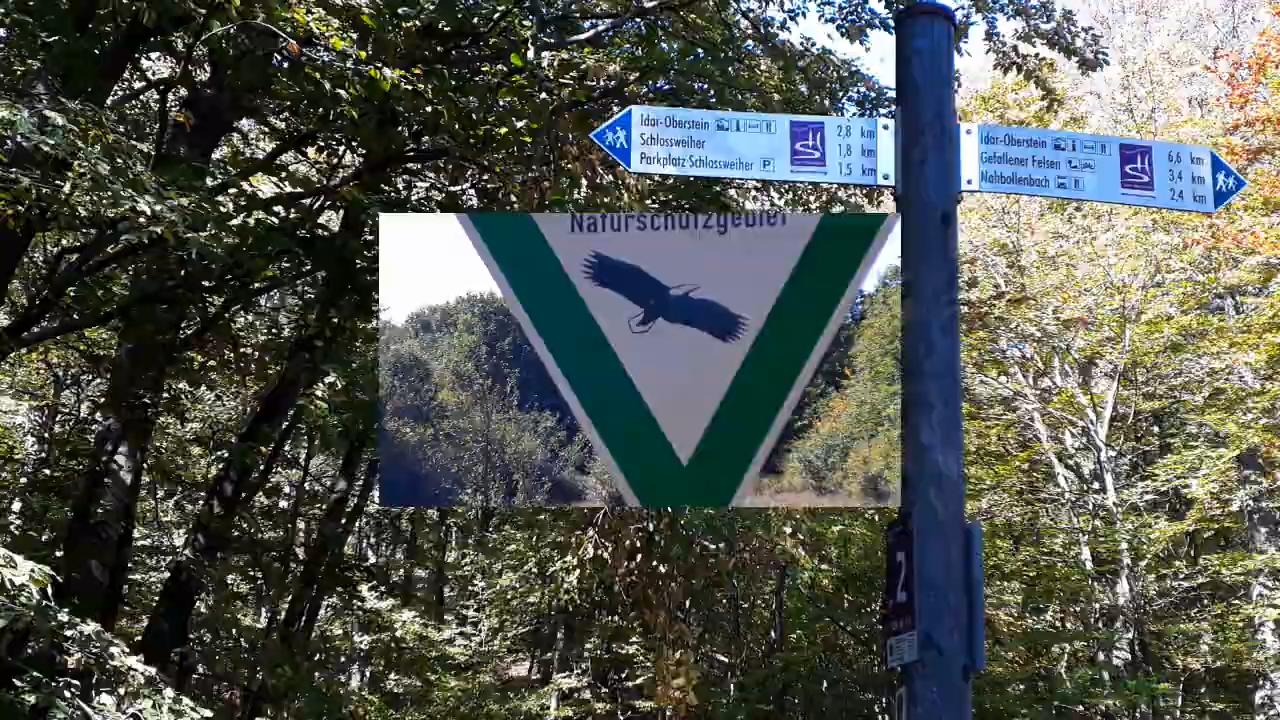 Idar-Oberstein 2,8 km
Schlossweiher 1,8 km
Parkplatz Schlossweiher P 1,5 km
Idar-Oberstein 6,6 km
Gefallener Felsen 3,4 km
Nahbollenbach 2,4 km
Naturschutzgebiet
2